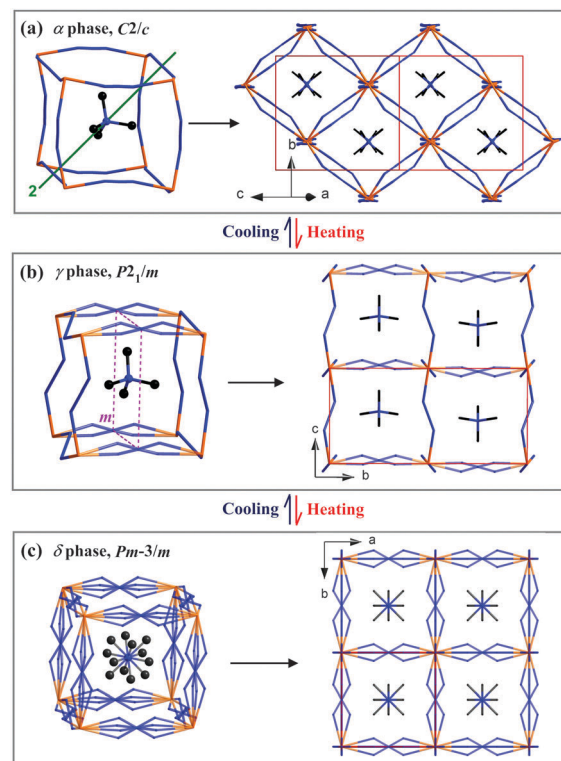 (a) α phase, C2/c
2
b
c a
Cooling Heating
(b) γ phase, P2₁/m
m
c
b
Cooling Heating
(c) δ phase, Pm-3/m
a
b